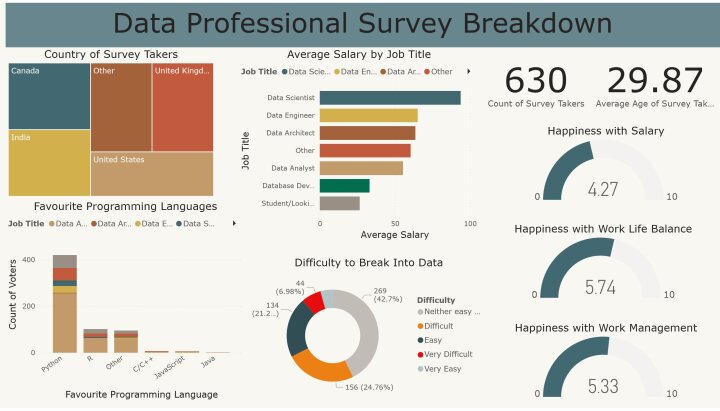 Data Professional Survey Breakdown
Country of Survey Takers
Canada
Other
United Kingd...
India
United States
Average Salary by Job Title
Job Title
Data Scie...
Data En...
Data Ar...
Other
Job Title
Data Scientist
Data Engineer
Data Architect
Other
Data Analyst
Database Dev...
Student/Looki...
0
50
100
Average Salary
630
Count of Survey Takers
29.87
Average Age of Survey Tak...
Happiness with Salary
4.27
0
10
Happiness with Work Life Balance
5.74
0
10
Happiness with Work Management
5.33
0
10
Favourite Programming Languages
Job Title
Data A...
Data Ar...
Data E...
Data S...
Count of Voters
400
200
0
Python
R
Other
C/C++
JavaScript
Java
Favourite Programming Language
Difficulty to Break Into Data
44
(6.98%)
269
(42.7%)
134
(21.2...)
156 (24.76%)
Difficulty
Neither easy ...
Difficult
Easy
Very Difficult
Very Easy